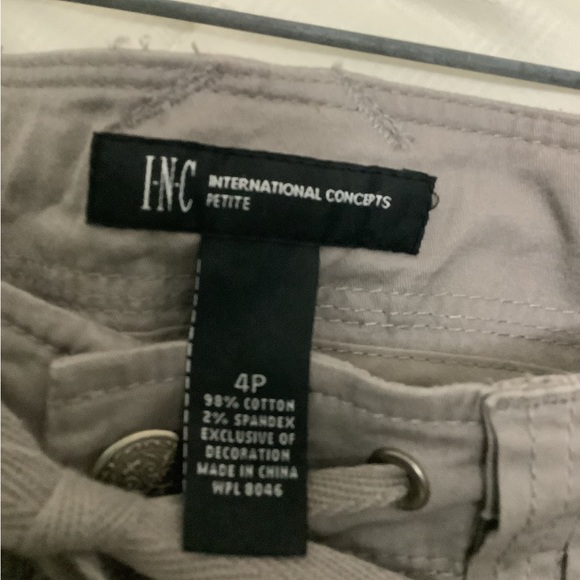 I·N·C INTERNATIONAL CONCEPTS
PETITE
4P
98% COTTON
2% SPANDEX
EXCLUSIVE OF
DECORATION
MADE IN CHINA
WPL 8046